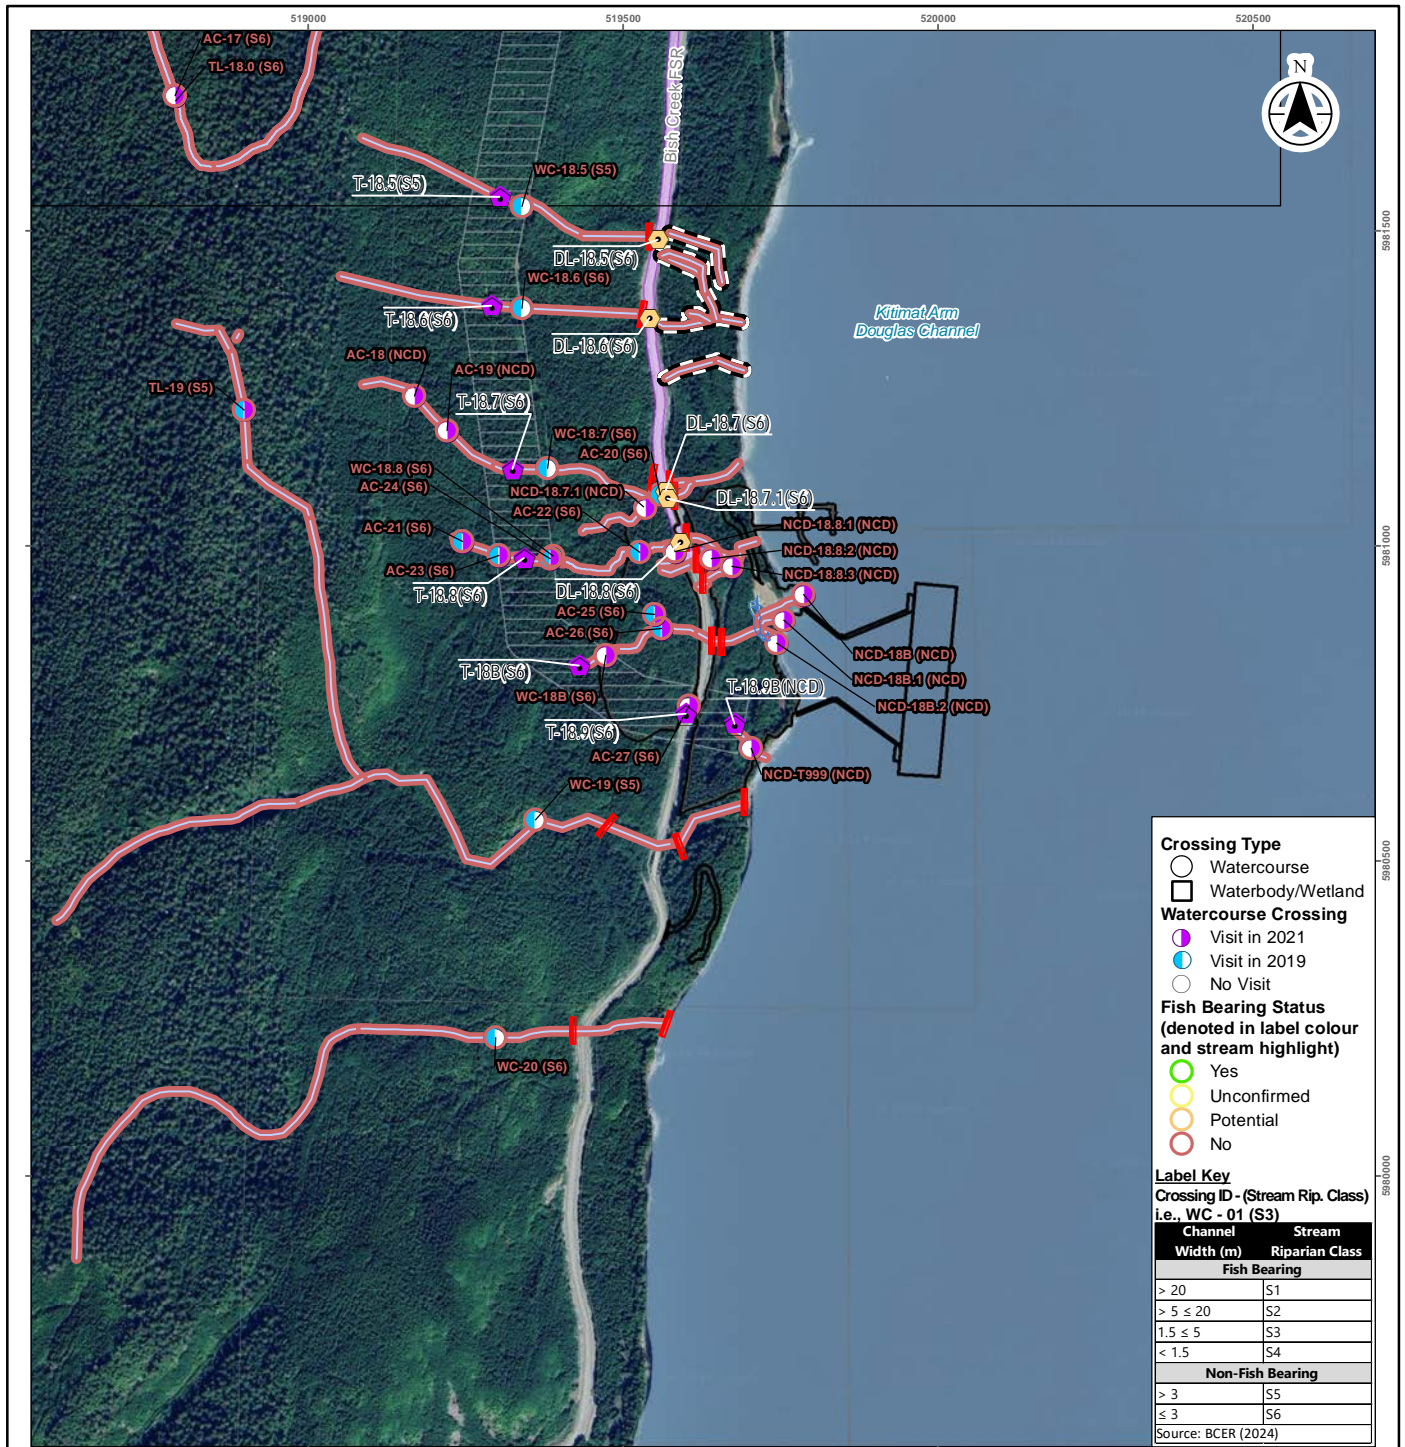 519000
519500
520000
520500
AC-17 (S6)
TL-18.0 (S6)
Bish Creek FSR
N
WC-18.5 (S5)
T-18.5(S5)
5981500
DL-18.5(S6)
WC-18.6 (S6)
T-18.6(S6)
Kitimat Arm
Douglas Channel
DL-18.6(S6)
AC-18 (NCD)
AC-19 (NCD)
TL-19 (S5)
T-18.7(S6)
DL-18.7(S6)
WC-18.7 (S6)
AC-20 (S6)
WC-18.8 (S6)
AC-24 (S6)
NCD-18.7.1 (NCD)
DL-18.7.1(S6)
AC-22 (S6)
NCD-18.8.1 (NCD)
AC-21 (S6)
5981000
NCD-18.8.2 (NCD)
AC-23 (S6)
NCD-18.8.3 (NCD)
T-18.8(S6)
DL-18.8(S6)
AC-25 (S6)
AC-26 (S6)
NCD-18B (NCD)
T-18B(S6)
NCD-18B.1 (NCD)
T-18.9B(NCD)
WC-18B (S6)
NCD-18B.2 (NCD)
T-18.9(S6)
AC-27 (S6)
NCD-T999 (NCD)
WC-19 (S5)
5980500
WC-20 (S6)
5980000
Crossing Type
Watercourse
Waterbody/Wetland
Watercourse Crossing
Visit in 2021
Visit in 2019
No Visit
Fish Bearing Status
(denoted in label colour
and stream highlight)
Yes
Unconfirmed
Potential
No
Label Key
Crossing ID - (Stream Rip. Class)
i.e., WC - 01 (S3)
Channel Stream
Width (m) Riparian Class
Fish Bearing
> 20 S1
> 5 ≤ 20 S2
1.5 ≤ 5 S3
< 1.5 S4
Non-Fish Bearing
> 3 S5
≤ 3 S6
Source: BCER (2024)